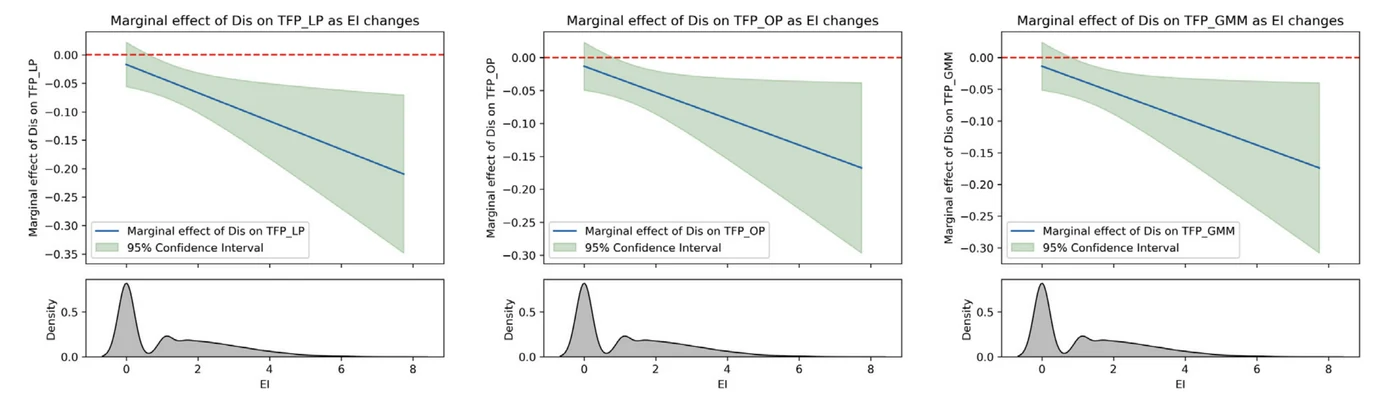 Marginal effect of Dis on TFP_LP as EI changes
Marginal effect of Dis on TFP_LP
0.00
−0.05
−0.10
−0.15
−0.20
−0.25
−0.30
−0.35
Marginal effect of Dis on TFP_LP
95% Confidence Interval
Density
0.5
0.0
0 2 4 6 8
EI
Marginal effect of Dis on TFP_OP as EI changes
Marginal effect of Dis on TFP_OP
0.00
−0.05
−0.10
−0.15
−0.20
−0.25
−0.30
Marginal effect of Dis on TFP_OP
95% Confidence Interval
Density
0.5
0.0
0 2 4 6 8
EI
Marginal effect of Dis on TFP_GMM as EI changes
Marginal effect of Dis on TFP_GMM
0.00
−0.05
−0.10
−0.15
−0.20
−0.25
−0.30
Marginal effect of Dis on TFP_GMM
95% Confidence Interval
Density
0.5
0.0
0 2 4 6 8
EI